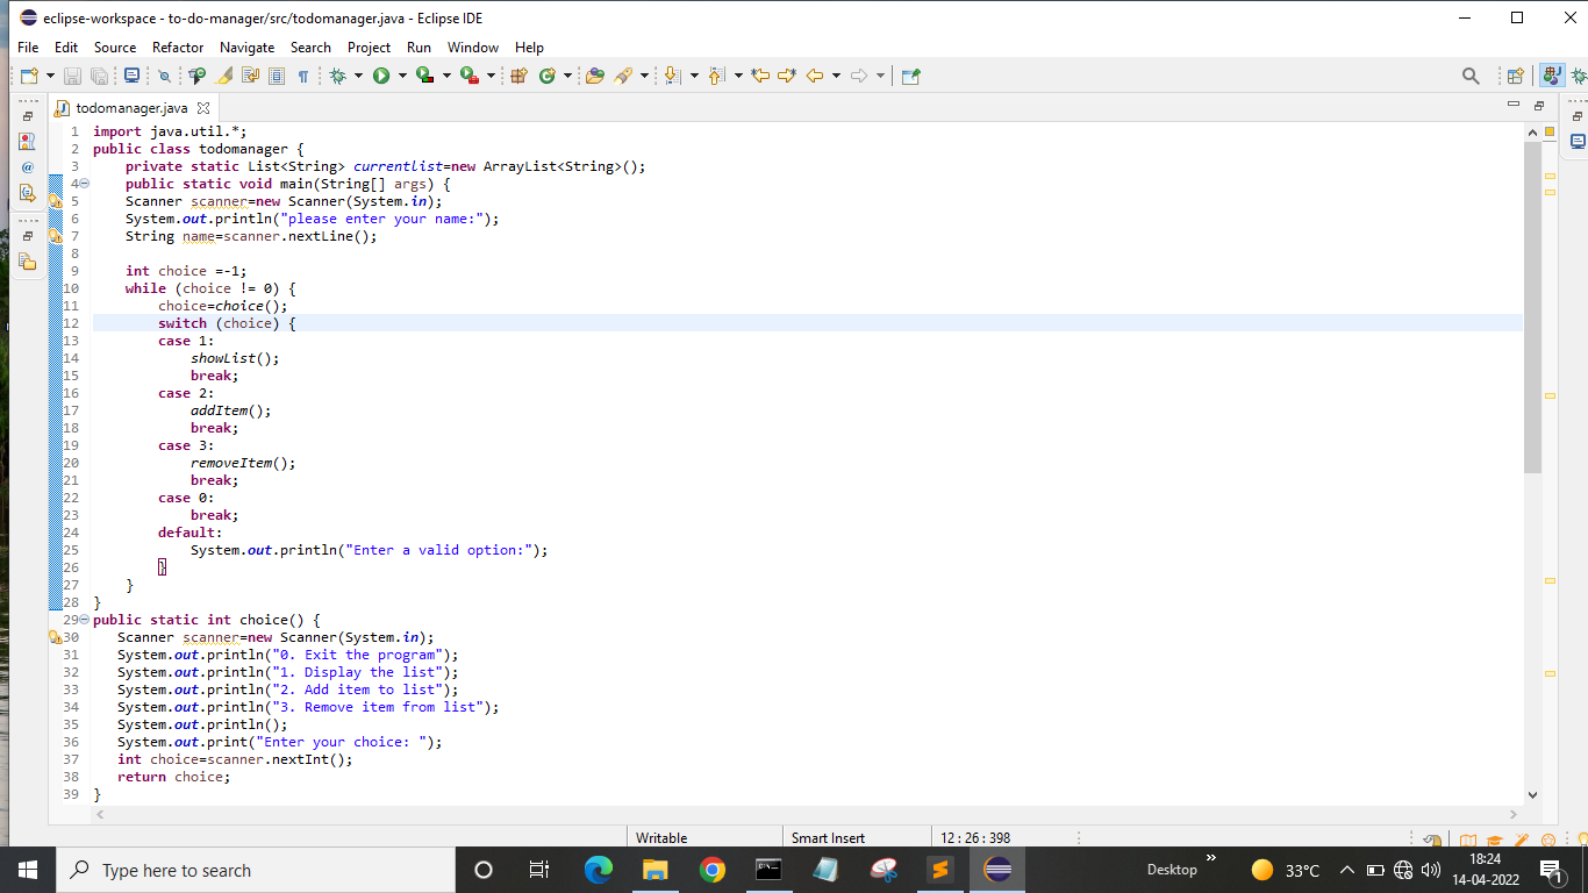 eclipse-workspace - to-do-manager/src/todomanager.java - Eclipse IDE
File Edit Source Refactor Navigate Search Project Run Window Help
todomanager.java
1 import java.util.*;
2 public class todomanager {
3 private static List<String> currentlist=new ArrayList<String>();
4 public static void main(String[] args) {
5 Scanner scanner=new Scanner(System.in);
6 System.out.println("please enter your name:");
7 String name=scanner.nextLine();
8
9 int choice =-1;
10 while (choice != 0) {
11 choice=choice();
12 switch (choice) {
13 case 1:
14 showList();
15 break;
16 case 2:
17 addItem();
18 break;
19 case 3:
20 removeItem();
21 break;
22 case 0:
23 break;
24 default:
25 System.out.println("Enter a valid option:");
26 }
27 }
28 }
29 public static int choice() {
30 Scanner scanner=new Scanner(System.in);
31 System.out.println("0. Exit the program");
32 System.out.println("1. Display the list");
33 System.out.println("2. Add item to list");
34 System.out.println("3. Remove item from list");
35 System.out.println();
36 System.out.print("Enter your choice: ");
37 int choice=scanner.nextInt();
38 return choice;
39 }
Writable Smart Insert 12 : 26 : 398
Type here to search
Desktop
33°C
18:24
14-04-2022
1